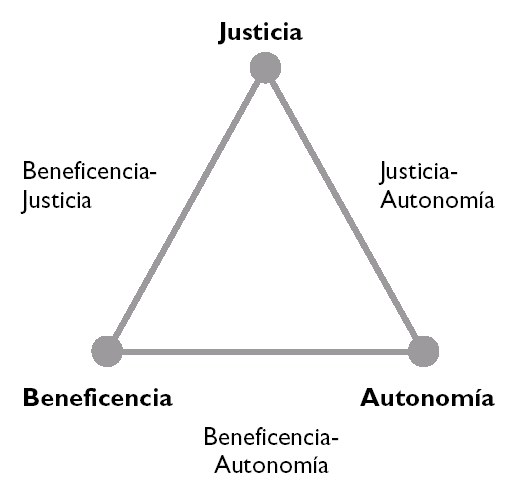 Justicia
Beneficencia-
Justicia
Justicia-
Autonomía
Beneficencia
Autonomía
Beneficencia-
Autonomía